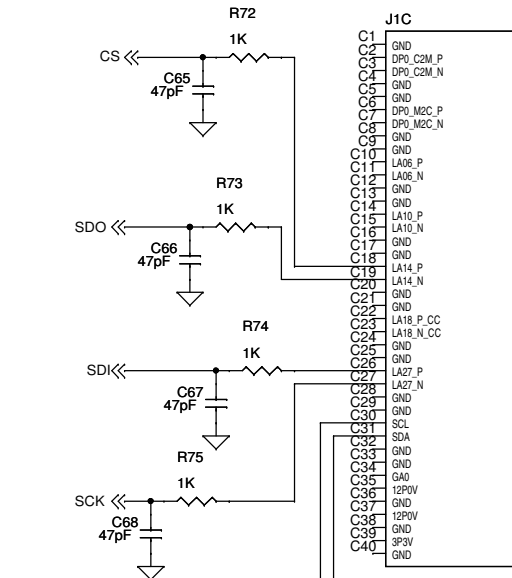 R72
J1C
1K
CS
C65
47pF
R73
1K
SDO
C66
47pF
R74
1K
SDI
C67
47pF
R75
1K
SCK
C68
47pF
C1 GND
C2 DP0_C2M_P
C3 DP0_C2M_N
C4 GND
C5 GND
C6 DP0_M2C_P
C7 DP0_M2C_N
C8 GND
C9 GND
C10 LA06_P
C11 LA06_N
C12 GND
C13 GND
C14 LA10_P
C15 LA10_N
C16 GND
C17 GND
C18 LA14_P
C19 LA14_N
C20 GND
C21 GND
C22 LA18_P_CC
C23 LA18_N_CC
C24 GND
C25 GND
C26 LA27_P
C27 LA27_N
C28 GND
C29 GND
C30 SCL
C31 SDA
C32 GND
C33 GND
C34 GA0
C35 12P0V
C36 GND
C37 12P0V
C38 GND
C39 3P3V
C40 GND